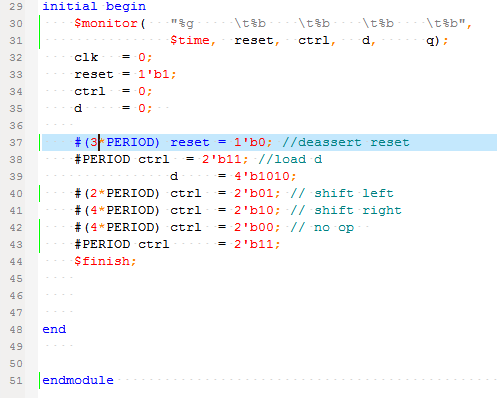 29 initial begin
30 $monitor( "%g \t%b \t%b \t%b \t%b",
31 $time, reset, ctrl, d, q);
32 clk = 0;
33 reset = 1'b1;
34 ctrl = 0;
35 d = 0;
36
37 #(3*PERIOD) reset = 1'b0; //deassert reset
38 #PERIOD ctrl = 2'b11; //load d
39 d = 4'b1010;
40 #(2*PERIOD) ctrl = 2'b01; // shift left
41 #(4*PERIOD) ctrl = 2'b10; // shift right
42 #(4*PERIOD) ctrl = 2'b00; // no op
43 #PERIOD ctrl = 2'b11;
44 $finish;
45
46
47
48 end
49
50
51 endmodule